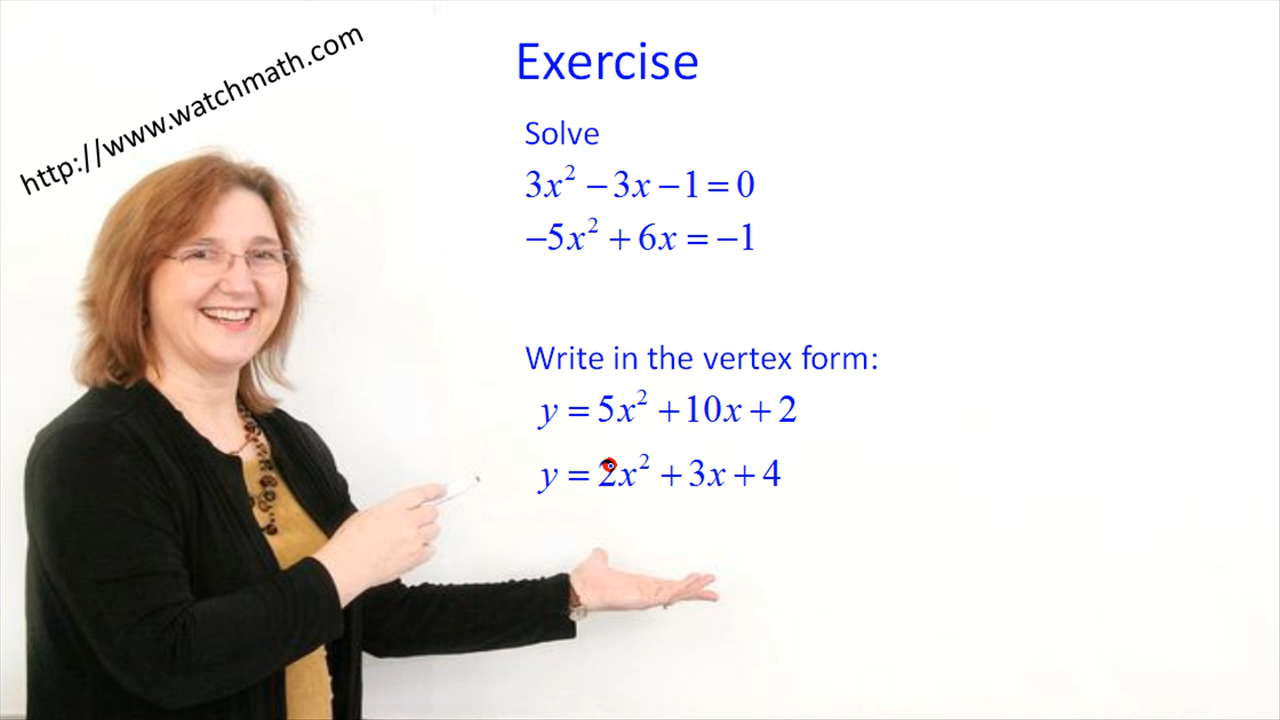 http://www.watchmath.com
Exercise
Solve
3x² − 3x − 1 = 0
−5x² + 6x = −1
Write in the vertex form:
y = 5x² + 10x + 2
y = 2x² + 3x + 4